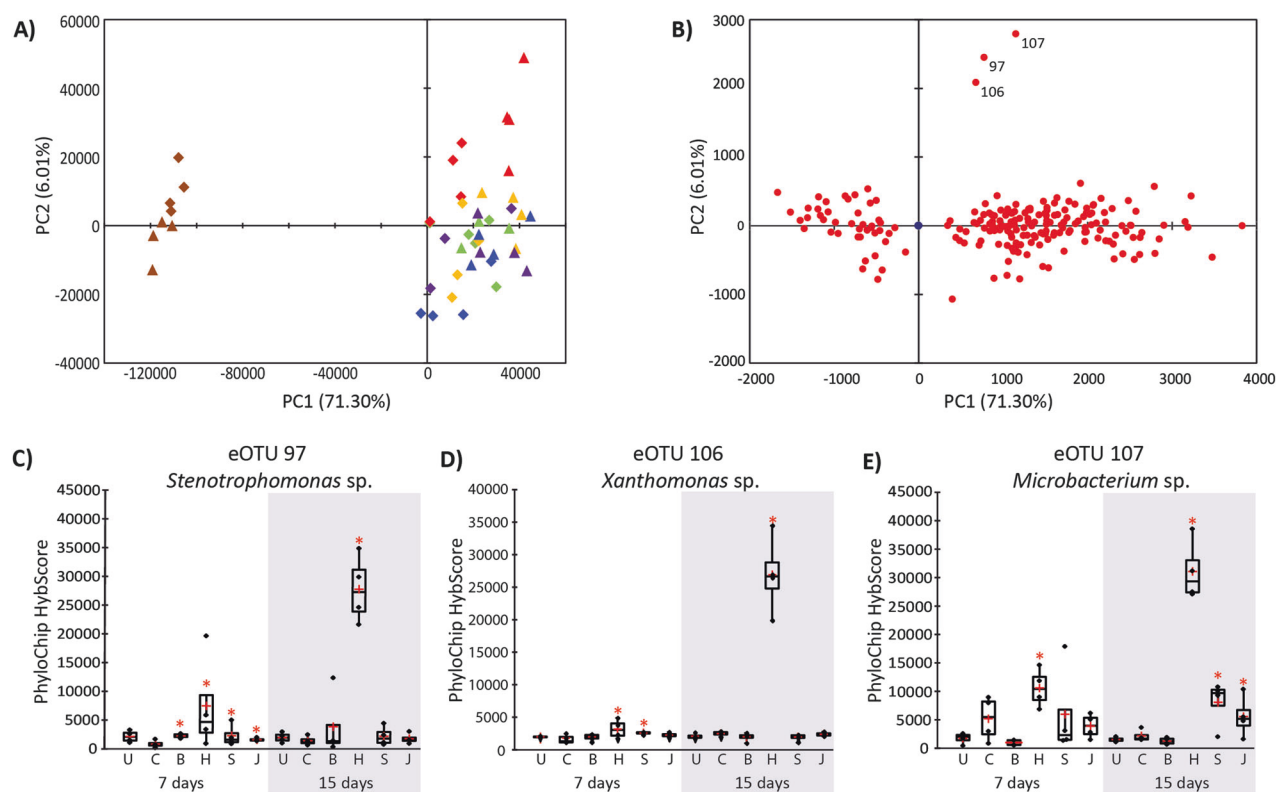 A)
60000
40000
20000
0
-20000
-40000
PC2 (6.01%)
-120000 -80000 -40000 0 40000
PC1 (71.30%)
B)
3000
2000
1000
0
-1000
-2000
PC2 (6.01%)
107
97
106
-2000 -1000 0 1000 2000 3000 4000
PC1 (71.30%)
C)
eOTU 97
Stenotrophomonas sp.
PhyloChip HybScore
45000
40000
35000
30000
25000
20000
15000
10000
5000
0
* * * * *
U C B H S J U C B H S J
7 days 15 days
D)
eOTU 106
Xanthomonas sp.
PhyloChip HybScore
40000
35000
30000
25000
20000
15000
10000
5000
0
* * *
U C B H S J U C B H S J
7 days 15 days
E)
eOTU 107
Microbacterium sp.
PhyloChip HybScore
45000
40000
35000
30000
25000
20000
15000
10000
5000
0
* * * *
U C B H S J U C B H S J
7 days 15 days